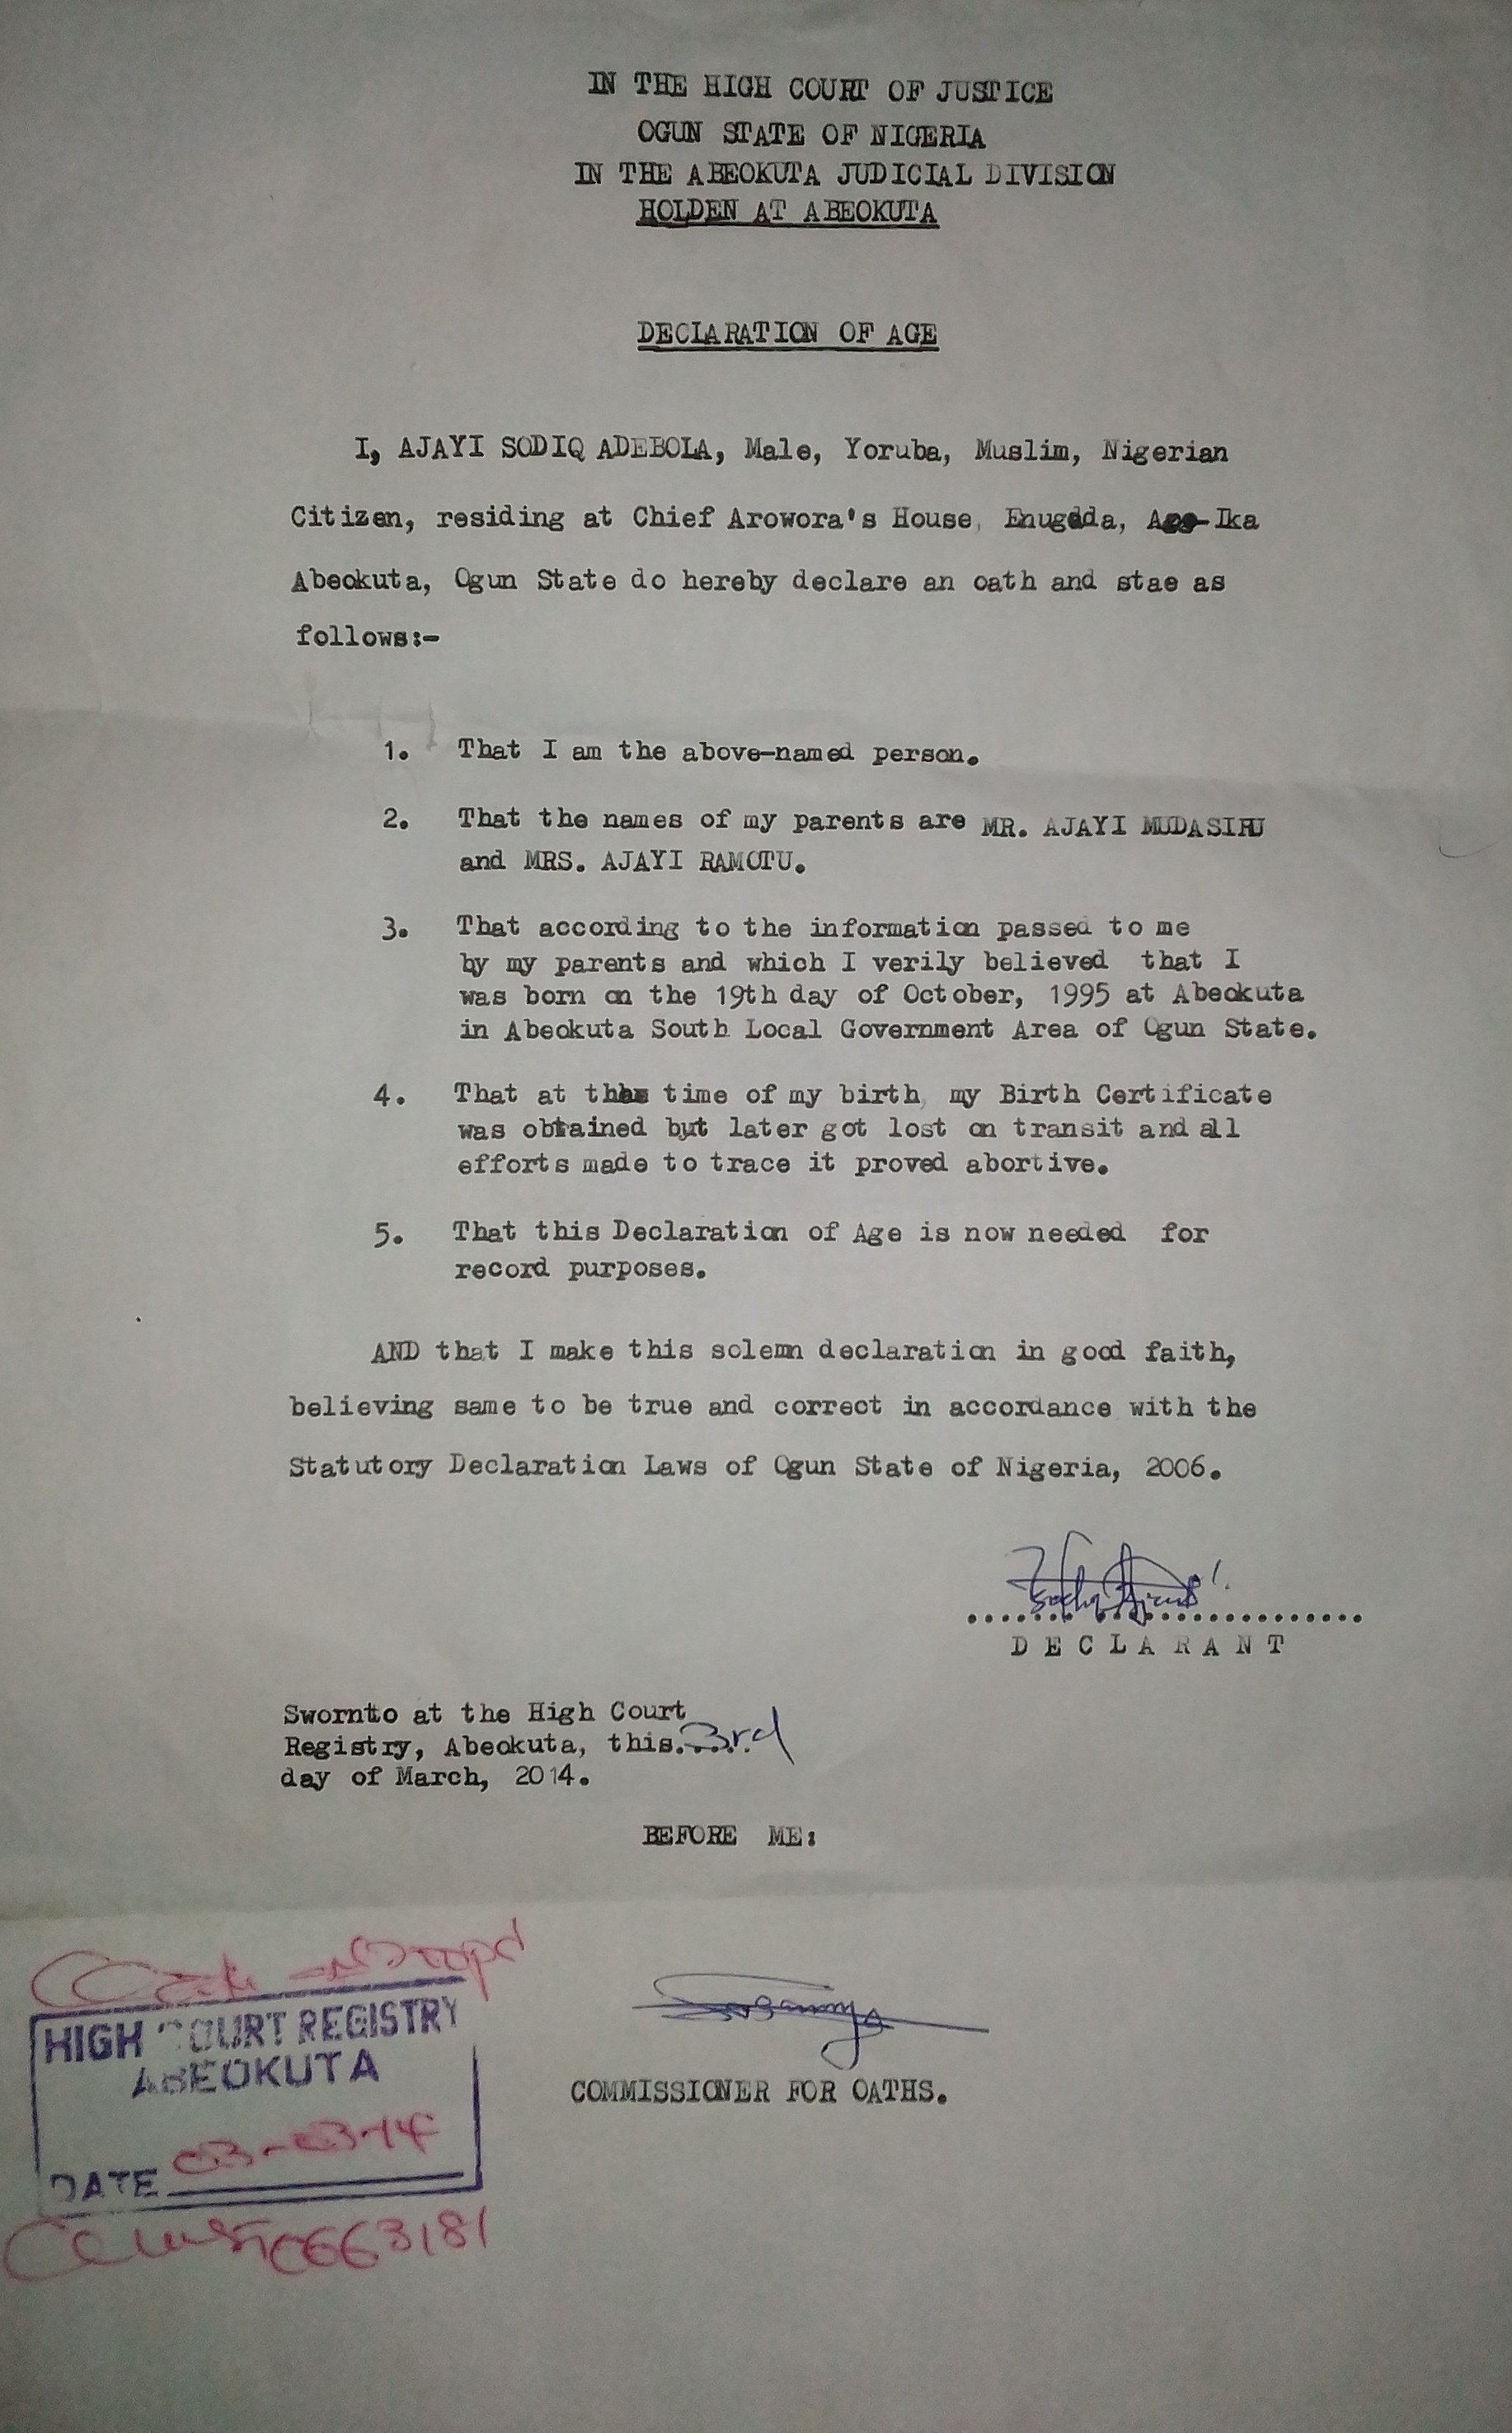 IN THE HIGH COURT OF JUSTICE
OGUN STATE OF NIGERIA
IN THE ABEOKUTA JUDICIAL DIVISION
HOLDEN AT ABEOKUTA
DECLARATION OF AGE
I, AJAYI SODIQ ADEBOLA, Male, Yoruba, Muslim, Nigerian
Citizen, residing at Chief Arowora's House, Enugada, Ago-Ika
Abeokuta, Ogun State do hereby declare an oath and stae as
follows:-
1. That I am the above-named person.
2. That the names of my parents are MR. AJAYI MUDASIRU
and MRS. AJAYI RAMOTU.
3. That according to the information passed to me
by my parents and which I verily believed that I
was born on the 19th day of October, 1995 at Abeokuta
in Abeokuta South Local Government Area of Ogun State.
4. That at the time of my birth, my Birth Certificate
was obtained but later got lost on transit and all
efforts made to trace it proved abortive.
5. That this Declaration of Age is now needed for
record purposes.
AND that I make this solemn declaration in good faith,
believing same to be true and correct in accordance with the
Statutory Declaration Laws of Ogun State of Nigeria, 2006.
DECLARANT
Swornto at the High Court
Registry, Abeokuta, this.....3rd
day of March, 2014.
BEFORE ME:
HIGH COURT REGISTRY
ABEOKUTA
DATE 03-03-14
COMMISSIONER FOR OATHS.